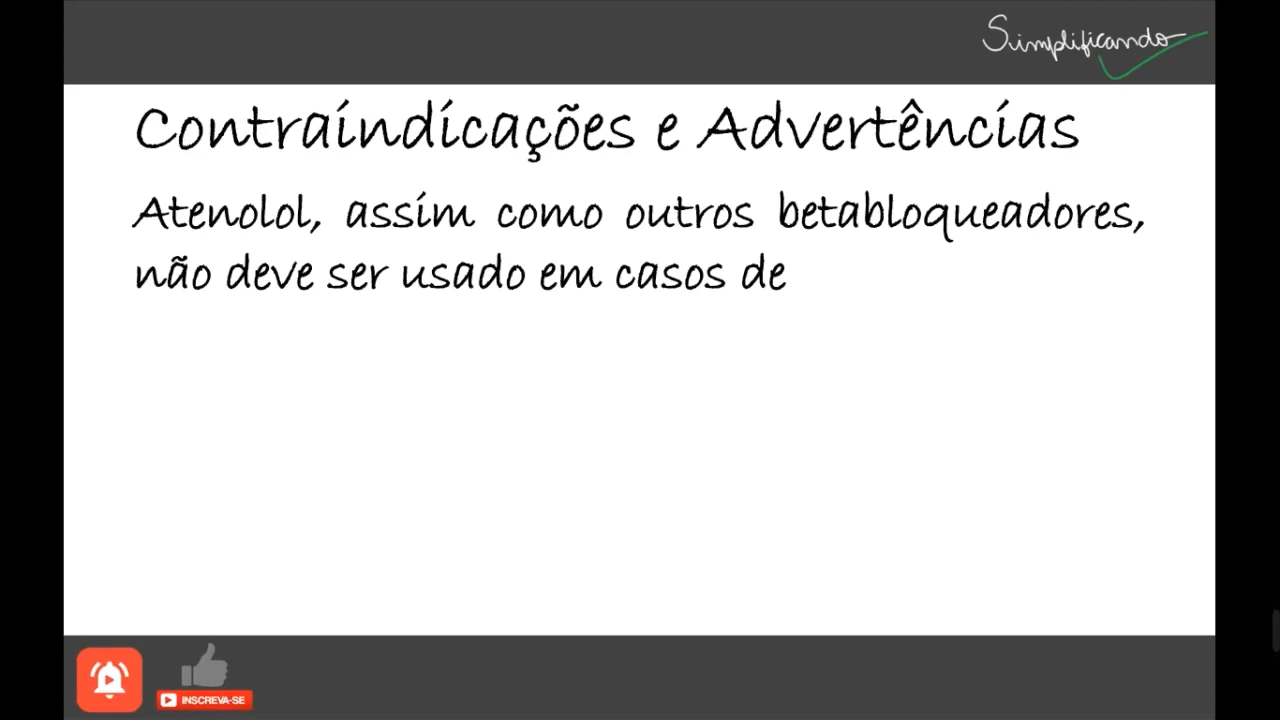 Simplificando
Contraindicações e Advertências
Atenolol, assim como outros betabloqueadores,
não deve ser usado em casos de
INSCREVA-SE